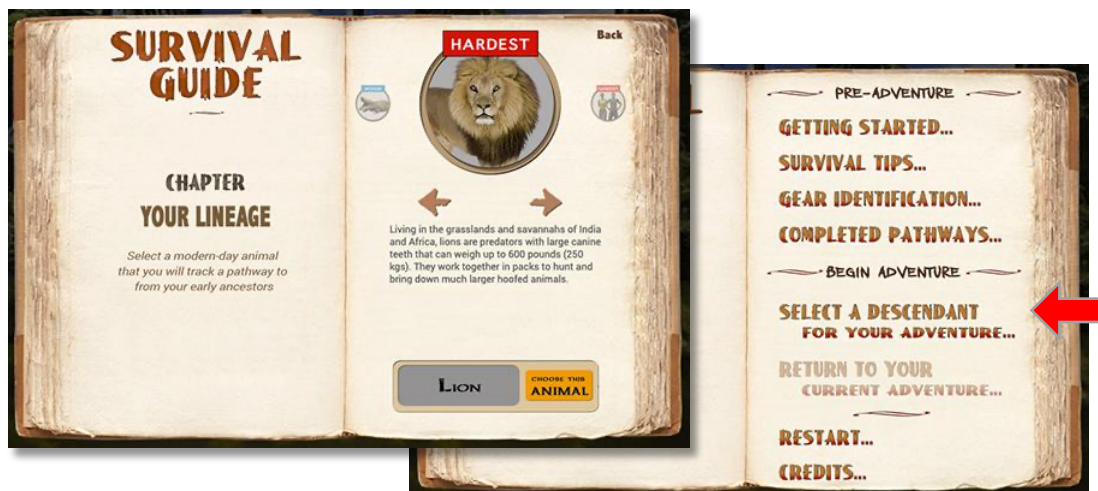 SURVIVAL
GUIDE
CHAPTER
YOUR LINEAGE
Select a modern-day animal
that you will track a pathway to
from your early ancestors
Back
HARDEST
Living in the grasslands and savannahs of India
and Africa, lions are predators with large canine
teeth that can weigh up to 600 pounds (250
kgs). They work together in packs to hunt and
bring down much larger hoofed animals.
LION
CHOOSE THIS
ANIMAL
PRE-ADVENTURE
GETTING STARTED...
SURVIVAL TIPS...
GEAR IDENTIFICATION...
COMPLETED PATHWAYS...
BEGIN ADVENTURE
SELECT A DESCENDANT
FOR YOUR ADVENTURE...
RETURN TO YOUR
CURRENT ADVENTURE...
RESTART...
CREDITS...